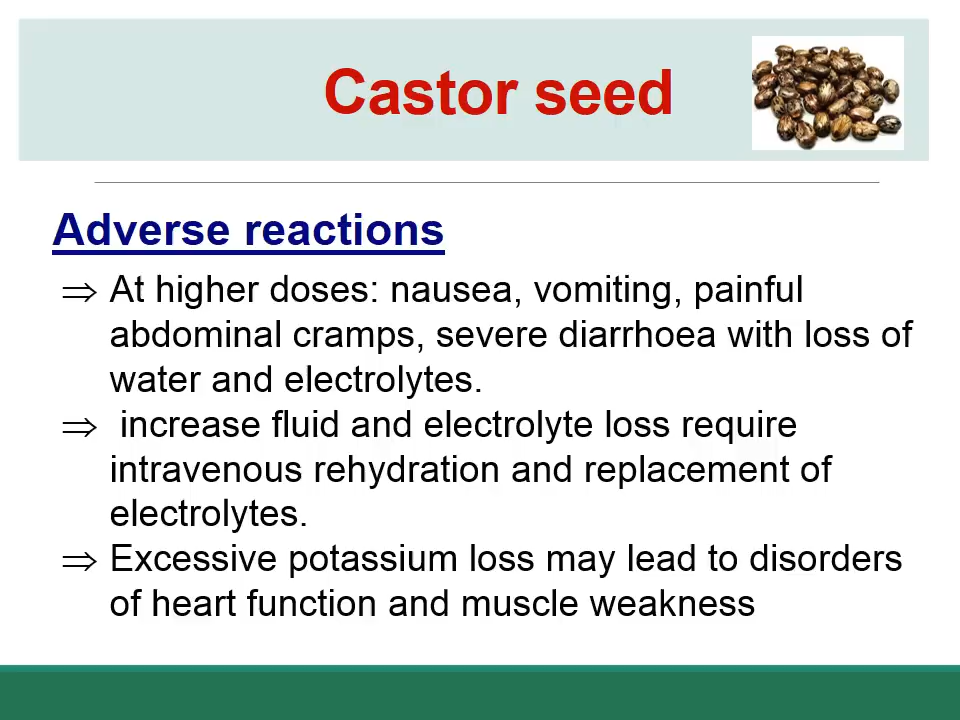 Castor seed
Adverse reactions
⇒ At higher doses: nausea, vomiting, painful
abdominal cramps, severe diarrhoea with loss of
water and electrolytes.
⇒ increase fluid and electrolyte loss require
intravenous rehydration and replacement of
electrolytes.
⇒ Excessive potassium loss may lead to disorders
of heart function and muscle weakness